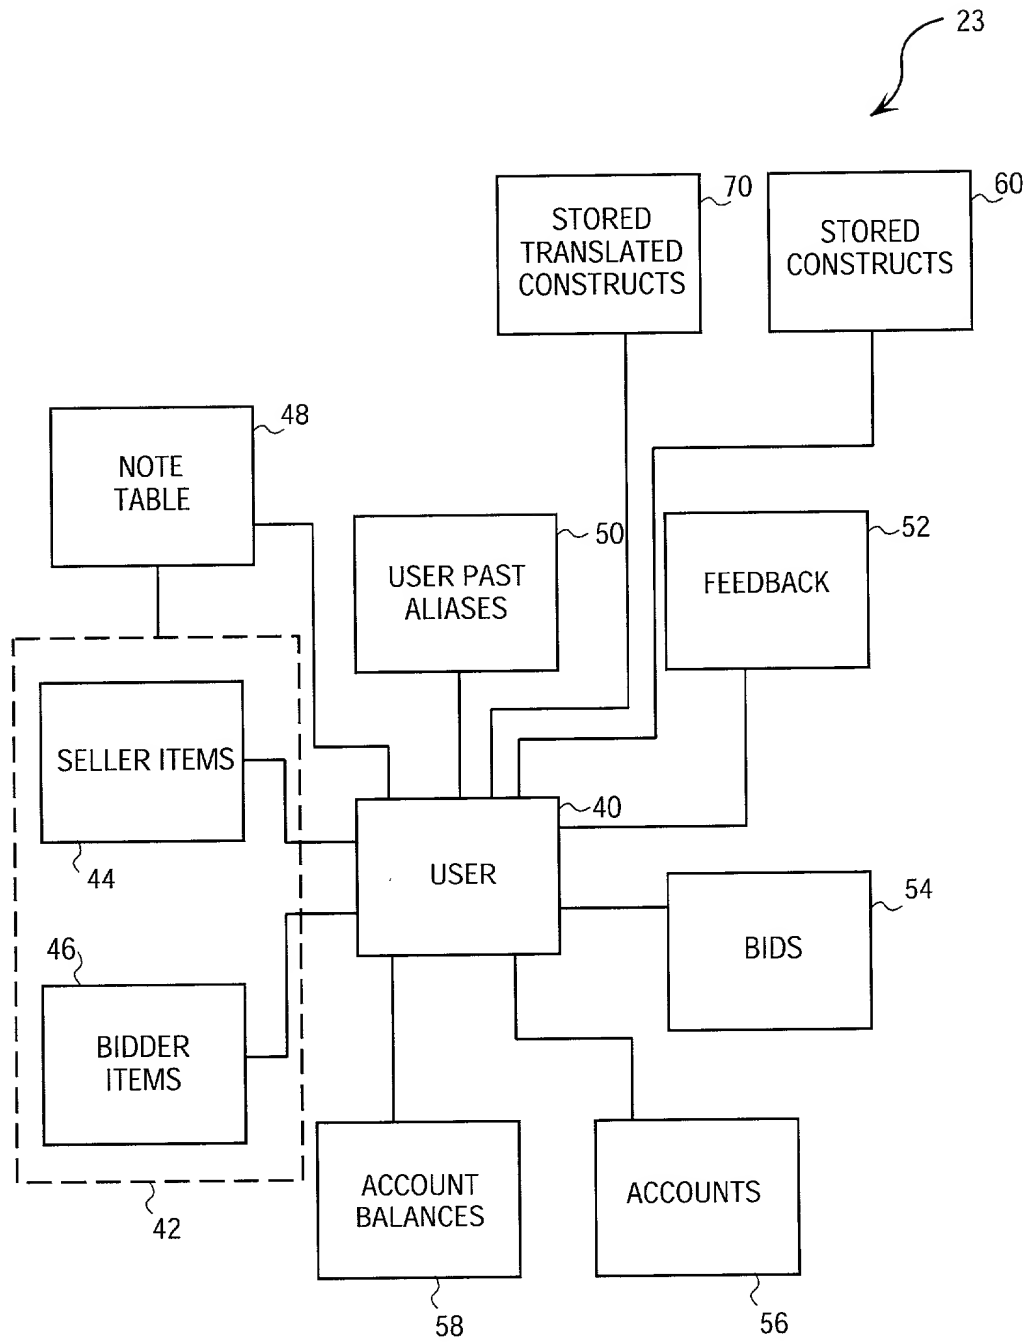 23
70
60
STORED
TRANSLATED
CONSTRUCTS
STORED
CONSTRUCTS
48
NOTE
TABLE
50
52
USER PAST
ALIASES
FEEDBACK
SELLER ITEMS
44
40
USER
54
BIDS
46
BIDDER
ITEMS
42
ACCOUNT
BALANCES
58
ACCOUNTS
56